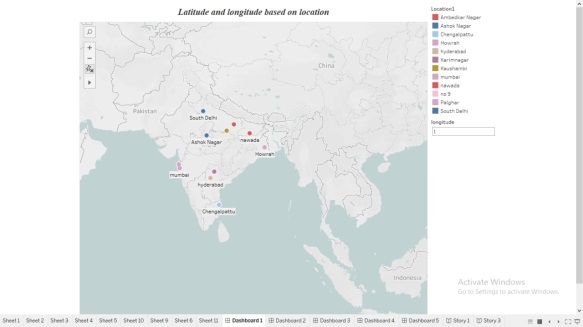 Latitude and longitude based on location
Location1
Ambedkar Nagar
Ashok Nagar
Chengalpattu
Howrah
hyderabad
Karimnagar
Kaushambi
mumbai
nawada
no 9
Palghar
South Delhi
longitude
China
Pakistan
South Delhi
Ashok Nagar
nawada
Howrah
mumbai
hyderabad
Chengalpattu
Indonesia
Activate Windows
Go to Settings to activate Windows.
Sheet 1 Sheet 2 Sheet 3 Sheet 4 Sheet 5 Sheet 10 Sheet 9 Sheet 6 Sheet 11 Dashboard 1 Dashboard 2 Dashboard 3 Dashboard 4 Dashboard 5 Story 1 Story 3